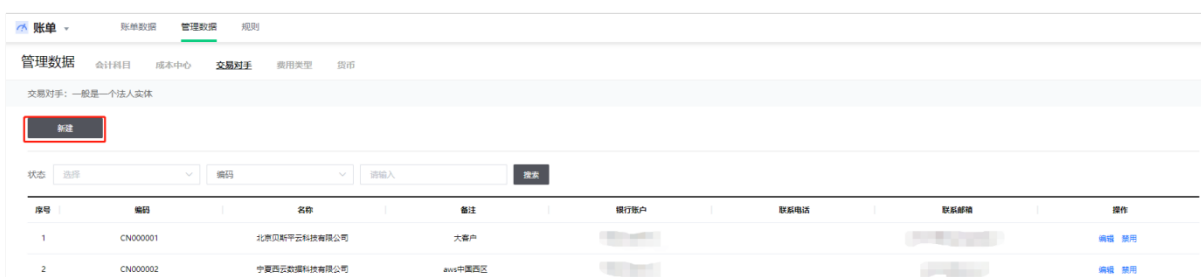 账单 账单数据 管理数据 规则
管理数据 会计科目 成本中心 交易对手 费用类型 货币
交易对手：一般是一个法人实体
新建
状态 选择 编码 请输入 搜索
序号 编码 名称 备注 银行账户 联系电话 联系邮箱 操作
1 CN000001 北京贝斯平云科技有限公司 大客户 编辑 禁用
2 CN000002 宁夏西云数据科技有限公司 aws中国西区 编辑 禁用